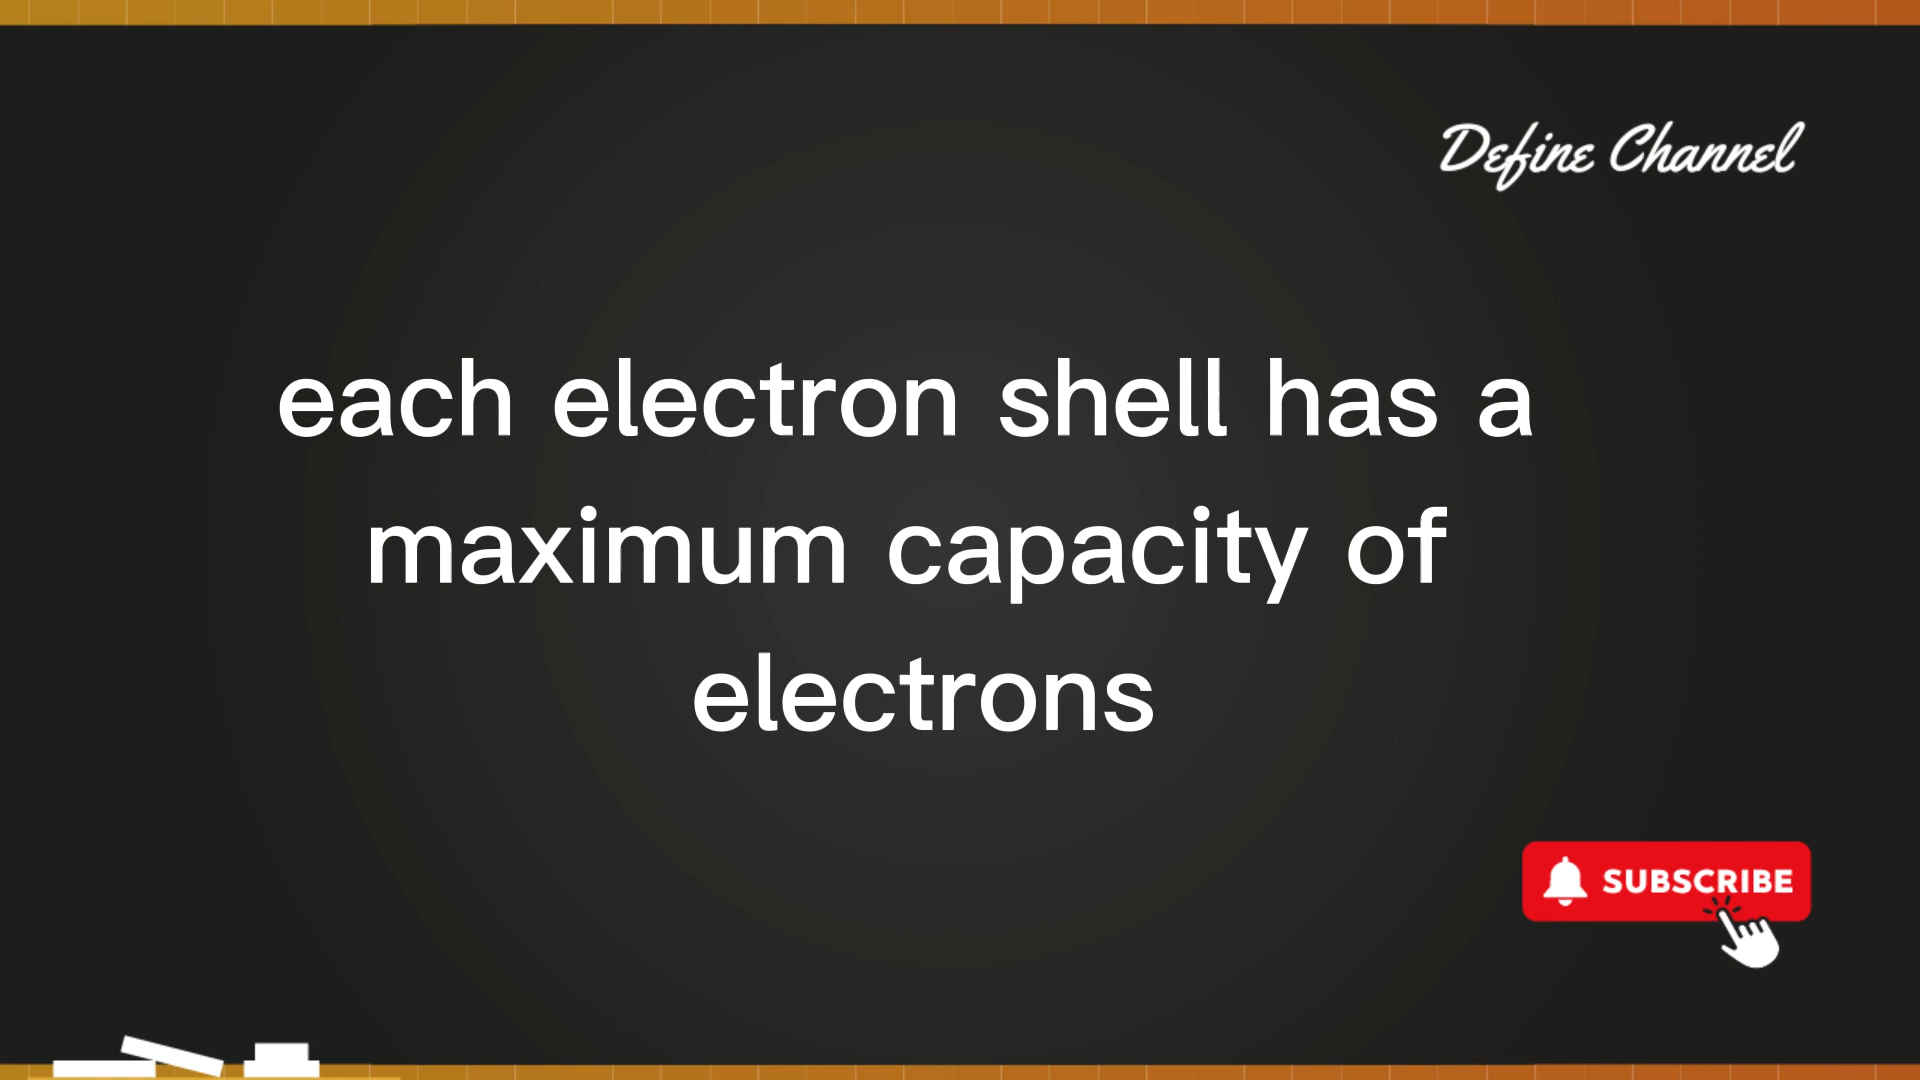 Define Channel
each electron shell has a
maximum capacity of
electrons
SUBSCRIBE